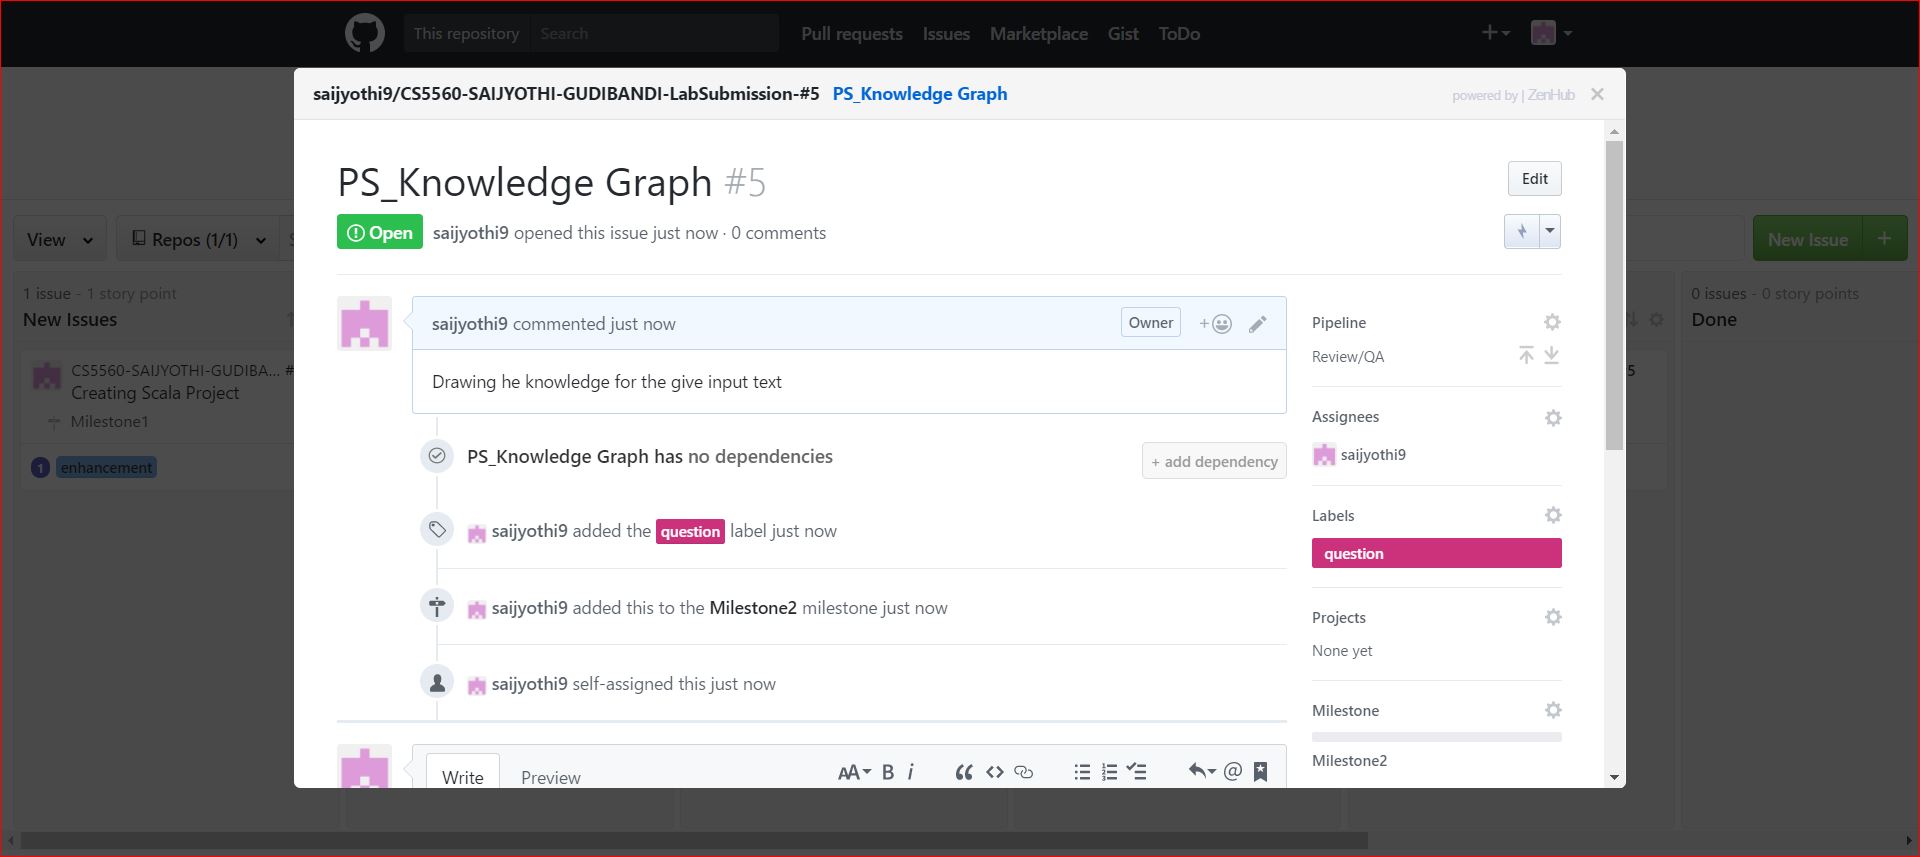 This repository Search Pull requests Issues Marketplace Gist ToDo
saijyothi9/CS5560-SAIJYOTHI-GUDIBANDI-LabSubmission-#5 PS_Knowledge Graph powered by | ZenHub
PS_Knowledge Graph #5 Edit
Open saijyothi9 opened this issue just now · 0 comments
View Repos (1/1) New Issue +
1 issue - 1 story point
New Issues
CS5560-SAIJYOTHI-GUDIBA... #
Creating Scala Project
Milestone1
1 enhancement
saijyothi9 commented just now Owner
Drawing he knowledge for the give input text
PS_Knowledge Graph has no dependencies + add dependency
saijyothi9 added the question label just now
saijyothi9 added this to the Milestone2 milestone just now
saijyothi9 self-assigned this just now
Write Preview AA B i @
Pipeline
Review/QA
Assignees
saijyothi9
Labels
question
Projects
None yet
Milestone
Milestone2
0 issues - 0 story points
Done